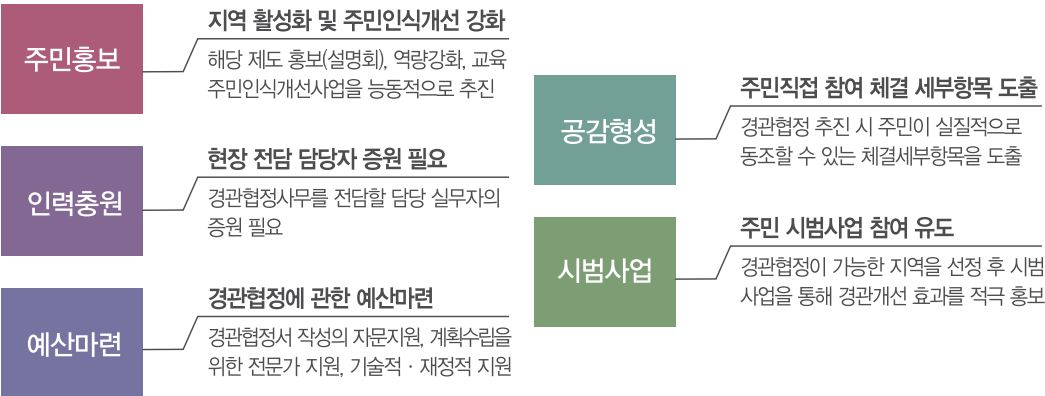 주민홍보
지역 활성화 및 주민인식개선 강화
해당 제도 홍보(설명회), 역량강화, 교육
주민인식개선사업을 능동적으로 추진
인력충원
현장 전담 담당자 증원 필요
경관협정사무를 전담할 담당 실무자의
증원 필요
예산마련
경관협정에 관한 예산마련
경관협정서 작성의 자문지원, 계획수립을
위한 전문가 지원, 기술적 · 재정적 지원
공감형성
주민직접 참여 체결 세부항목 도출
경관협정 추진 시 주민이 실질적으로
동조할 수 있는 체결세부항목을 도출
시범사업
주민 시범사업 참여 유도
경관협정이 가능한 지역을 선정 후 시범
사업을 통해 경관개선 효과를 적극 홍보